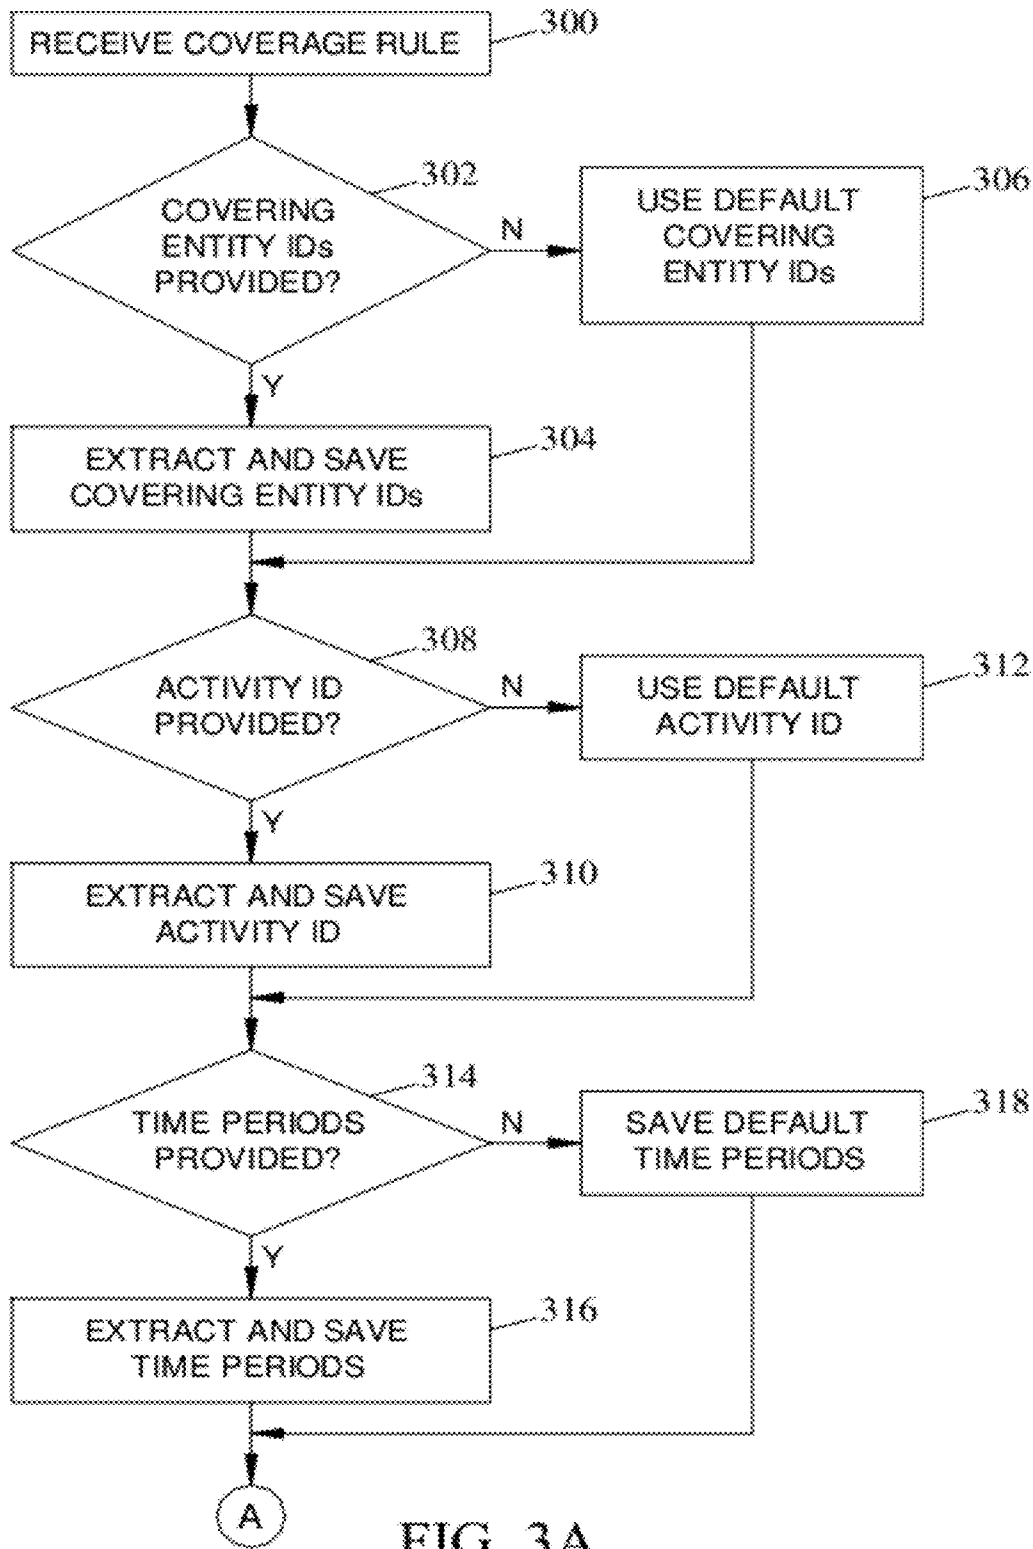 RECEIVE COVERAGE RULE
300
302
COVERING
ENTITY IDs
PROVIDED?
N
306
USE DEFAULT
COVERING
ENTITY IDs
Y
304
EXTRACT AND SAVE
COVERING ENTITY IDs
308
ACTIVITY ID
PROVIDED?
N
312
USE DEFAULT
ACTIVITY ID
Y
310
EXTRACT AND SAVE
ACTIVITY ID
314
TIME PERIODS
PROVIDED?
N
318
SAVE DEFAULT
TIME PERIODS
Y
316
EXTRACT AND SAVE
TIME PERIODS
A
FIG. 3A